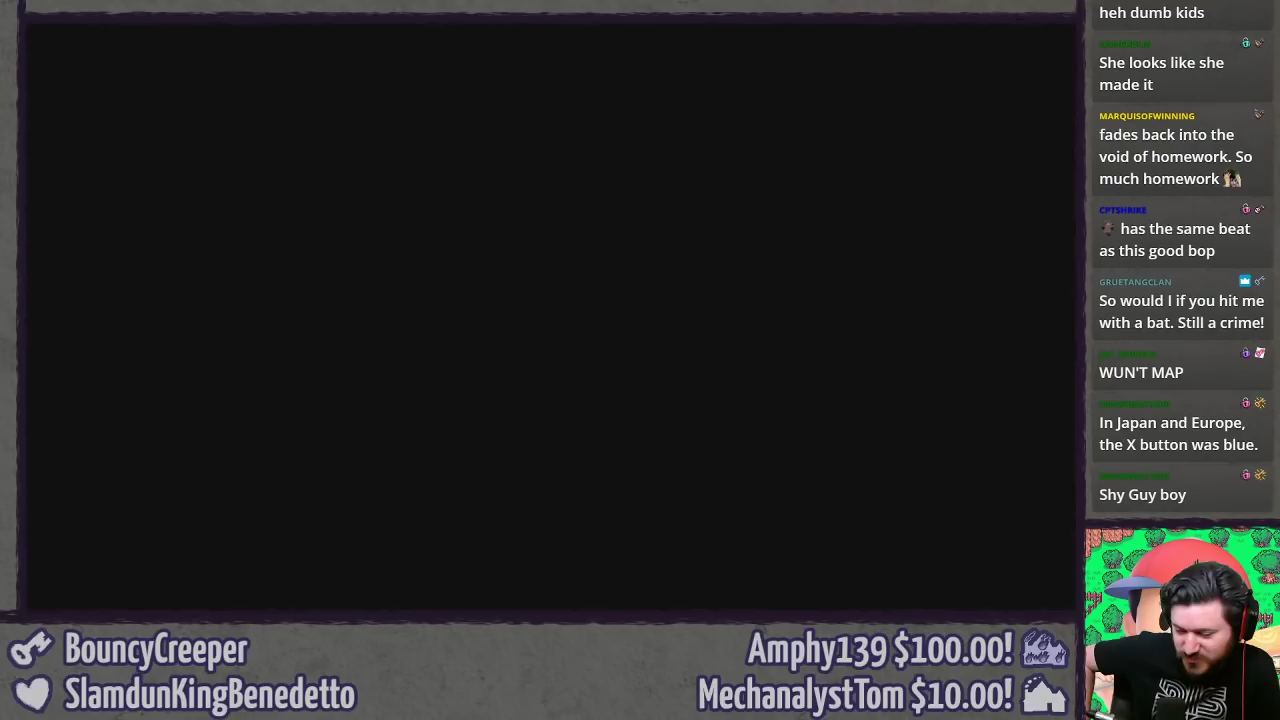 heh dumb kids
She looks like she
made it
MARQUISOFWINNING
fades back into the
void of homework. So
much homework
CPTSHRIKE
has the same beat
as this good bop
GRUETANGCLAN
So would I if you hit me
with a bat. Still a crime!
WUN'T MAP
In Japan and Europe,
the X button was blue.
Shy Guy boy
BouncyCreeper
Amphy139 $100.00!
SlamdunKingBenedetto
MechanalystTom $10.00!